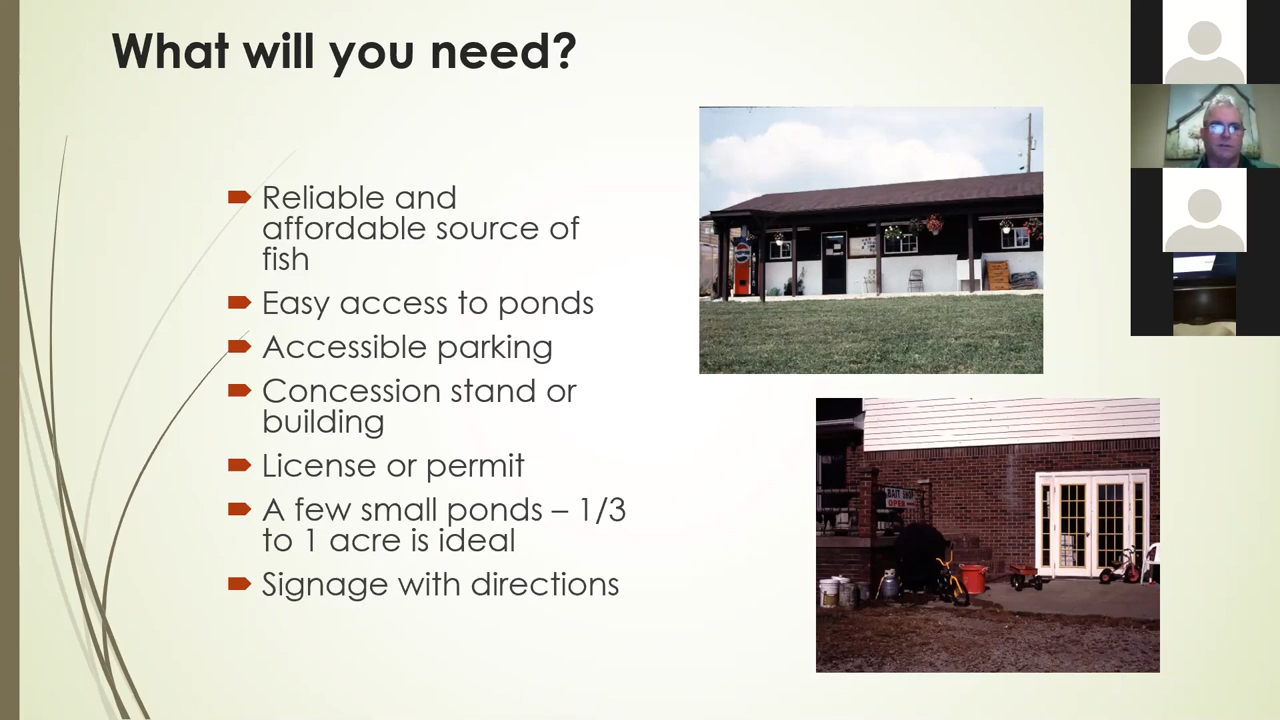 What will you need?
Reliable and
affordable source of
fish
Easy access to ponds
Accessible parking
Concession stand or
building
License or permit
A few small ponds – 1/3
to 1 acre is ideal
Signage with directions
BAIT SHOP
OPEN